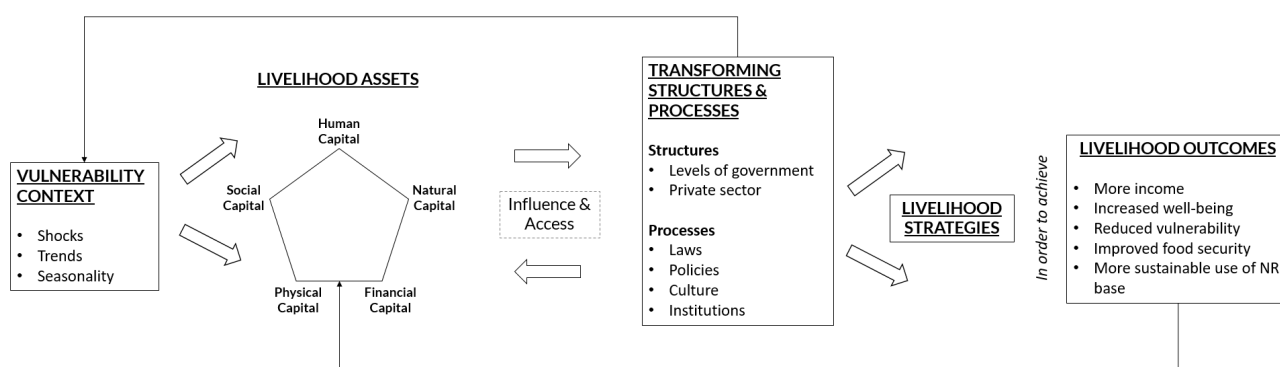 VULNERABILITY
CONTEXT
• Shocks
• Trends
• Seasonality
LIVELIHOOD ASSETS
Human
Capital
Social
Capital
Natural
Capital
Physical
Capital
Financial
Capital
Influence &
Access
TRANSFORMING
STRUCTURES &
PROCESSES
Structures
• Levels of government
• Private sector
Processes
• Laws
• Policies
• Culture
• Institutions
LIVELIHOOD
STRATEGIES
In order to achieve
LIVELIHOOD OUTCOMES
• More income
• Increased well-being
• Reduced vulnerability
• Improved food security
• More sustainable use of NR
base